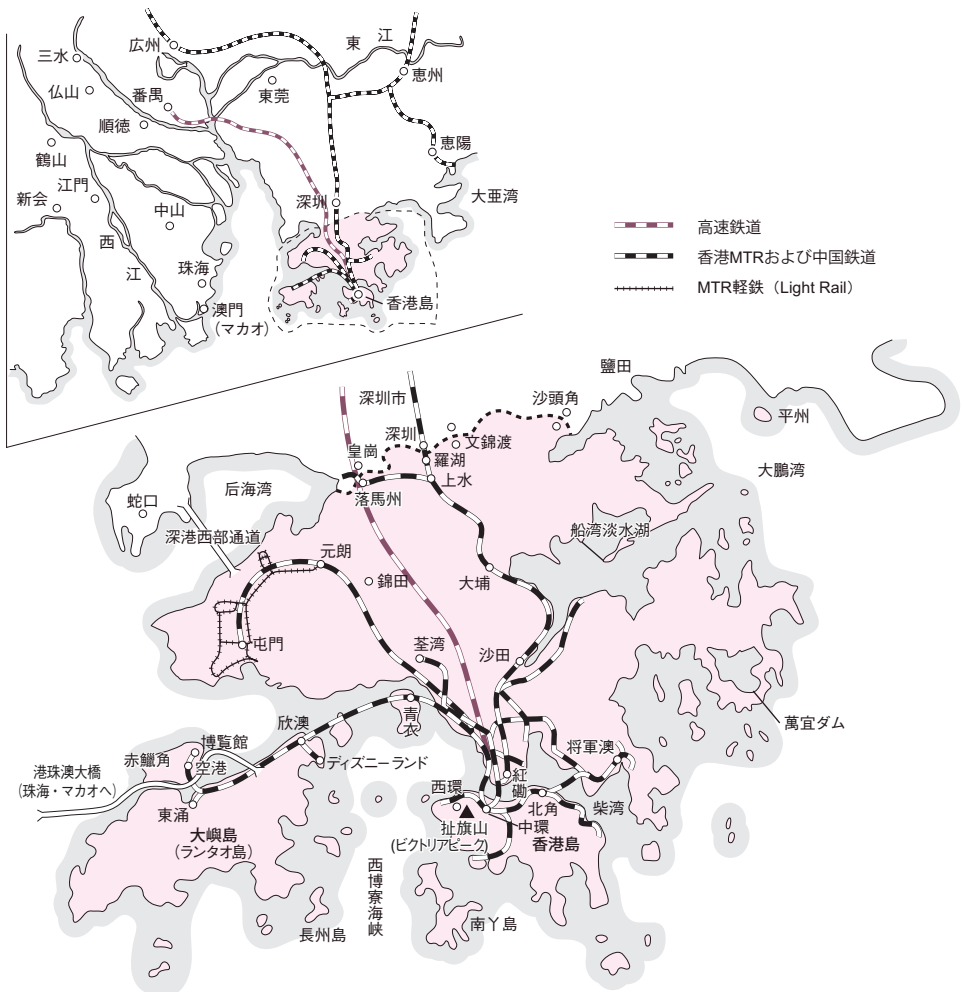 広州
東 江
三水
恵州
仏山
番禺
東莞
順徳
恵陽
鶴山
江門
新会
深圳
大亜湾
中山
西
江
珠海
澳門
(マカオ)
香港島
高速鉄道
香港MTRおよび中国鉄道
MTR軽鉄（Light Rail）
鹽田
深圳市
沙頭角
平州
深圳
文錦渡
皇崗
羅湖
上水
大鵬湾
后海湾
落馬州
蛇口
船湾淡水湖
深港西部通道
元朗
錦田
大埔
屯門
荃湾
沙田
青衣
萬宜ダム
欣澳
博覧館
将軍澳
赤鱲角
空港
ディズニーランド
港珠澳大橋
(珠海・マカオへ)
紅磡
西環
北角
柴湾
東涌
中環
扯旗山
(ビクトリアピーク)
香港島
大嶼島
(ランタオ島)
西博寮海峡
南丫島
長州島